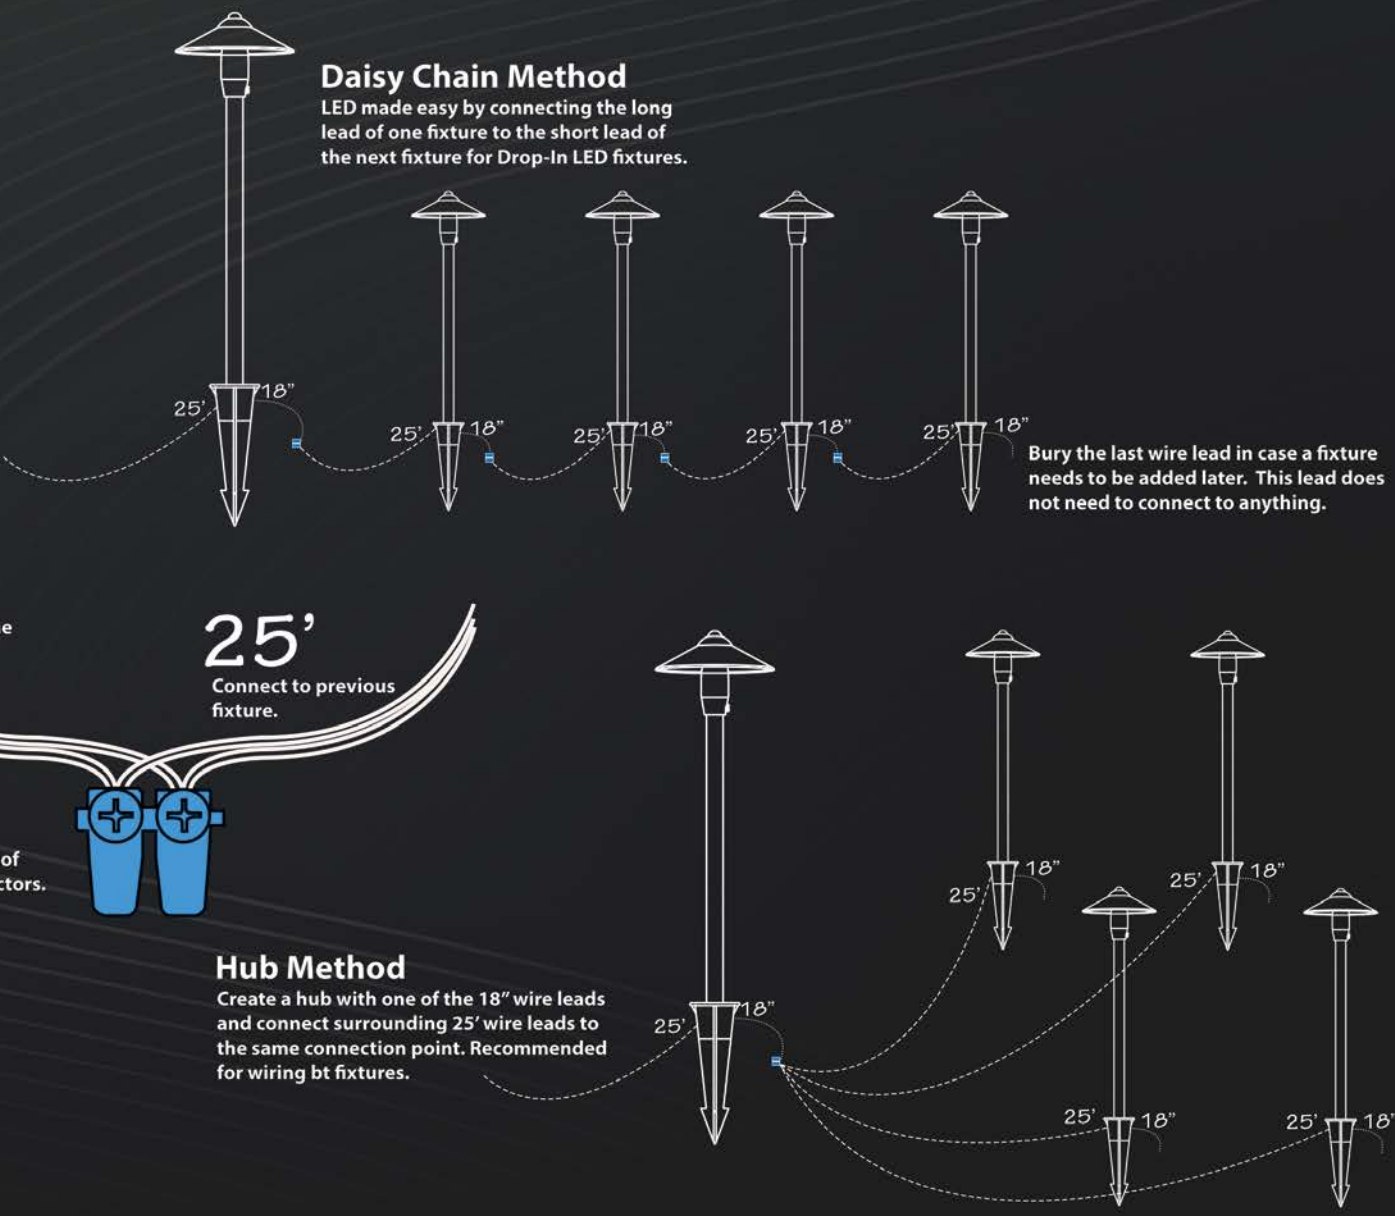 Daisy Chain Method
LED made easy by connecting the long
lead of one fixture to the short lead of
the next fixture for Drop-In LED fixtures.
25'
18”
25'
18”
25'
18”
25'
18”
25'
18”
Bury the last wire lead in case a fixture
needs to be added later.  This lead does
not need to connect to anything.
25’
Connect to previous
fixture.
of
Hub Method
Create a hub with one of the 18” wire leads
and connect surrounding 25’ wire leads to
the same connection point. Recommended
for wiring bt fixtures.
25'
18”
25'
18”
25'
18”
25'
18”
25'
18”